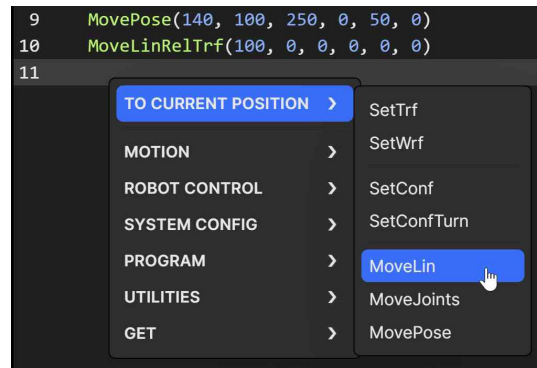 9 MovePose(140, 100, 250, 0, 50, 0)
10 MoveLinRelTrf(100, 0, 0, 0, 0, 0)
11
TO CURRENT POSITION
MOTION
ROBOT CONTROL
SYSTEM CONFIG
PROGRAM
UTILITIES
GET
SetTrf
SetWrf
SetConf
SetConfTurn
MoveLin
MoveJoints
MovePose